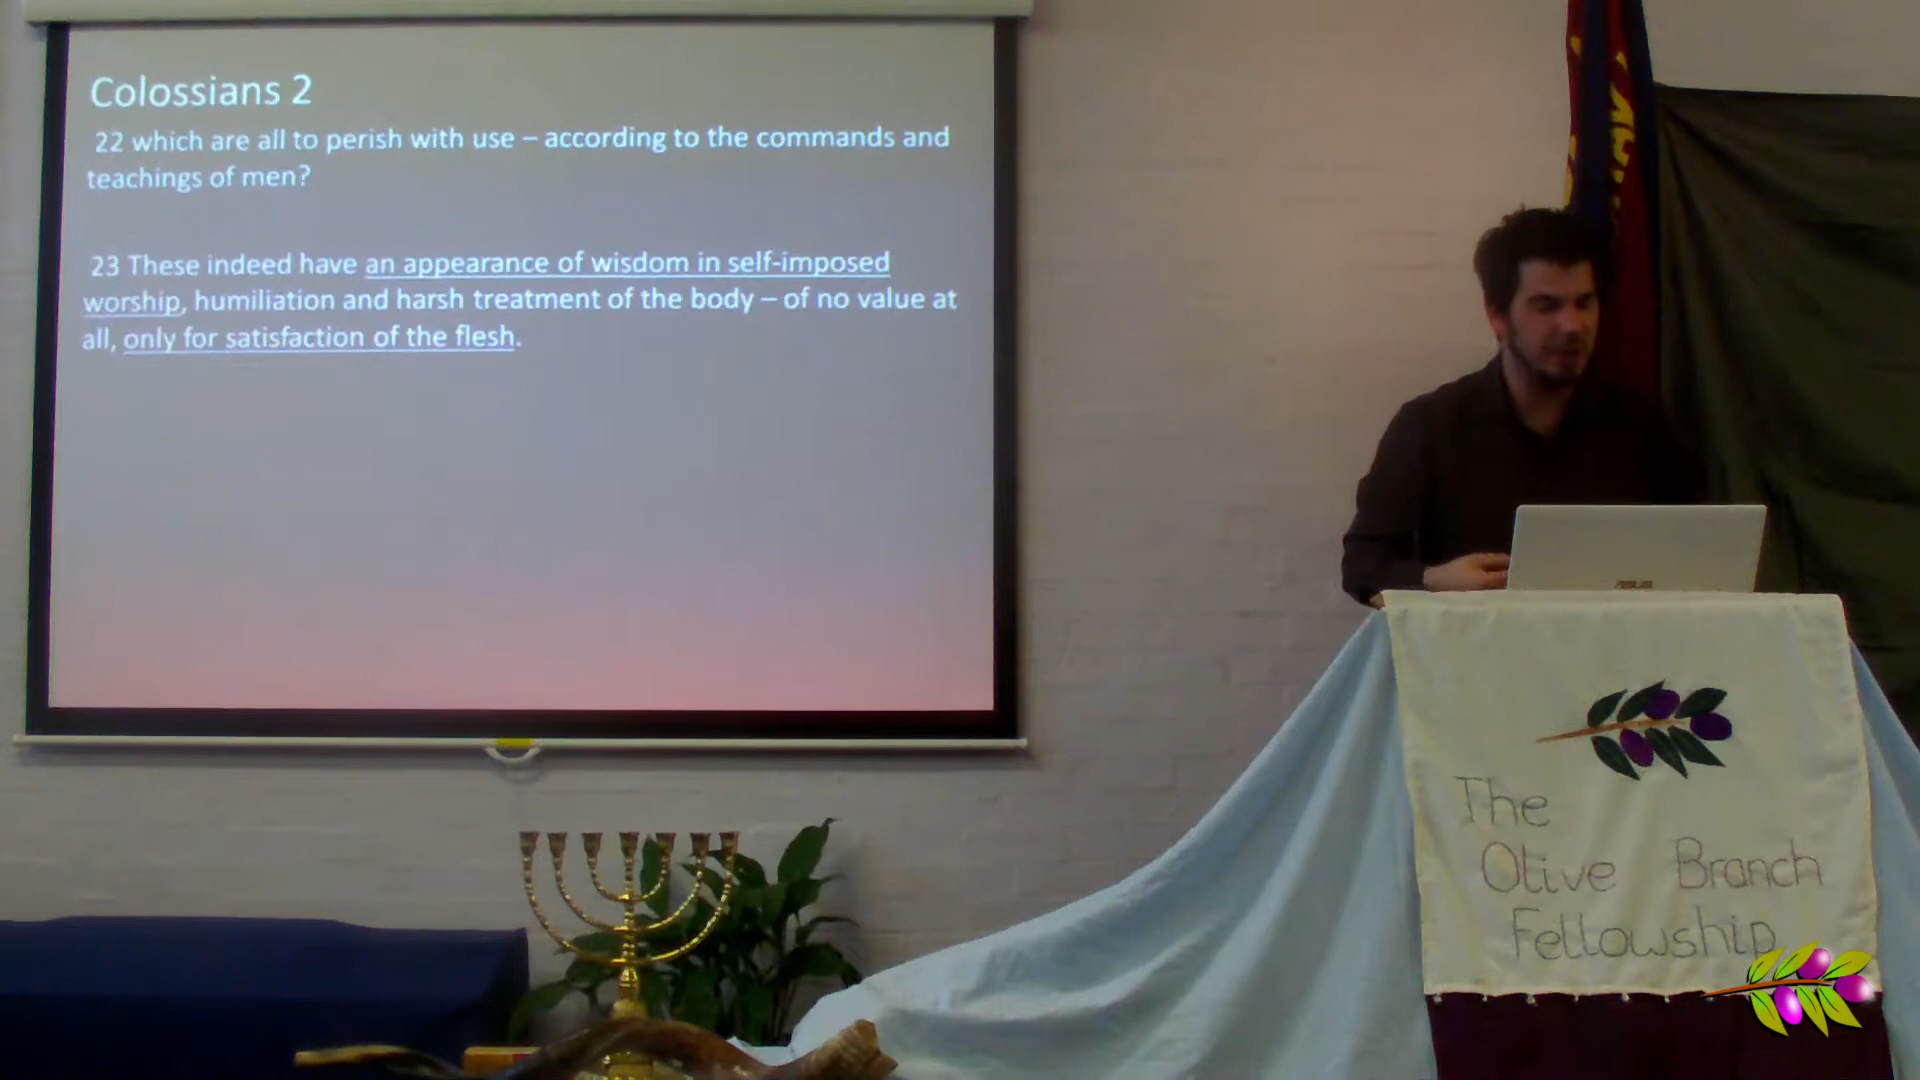 Colossians 2
22 which are all to perish with use – according to the commands and
teachings of men?
23 These indeed have an appearance of wisdom in self-imposed
worship, humiliation and harsh treatment of the body – of no value at
all, only for satisfaction of the flesh.
ASUS
The
Olive Branch
Fellowship